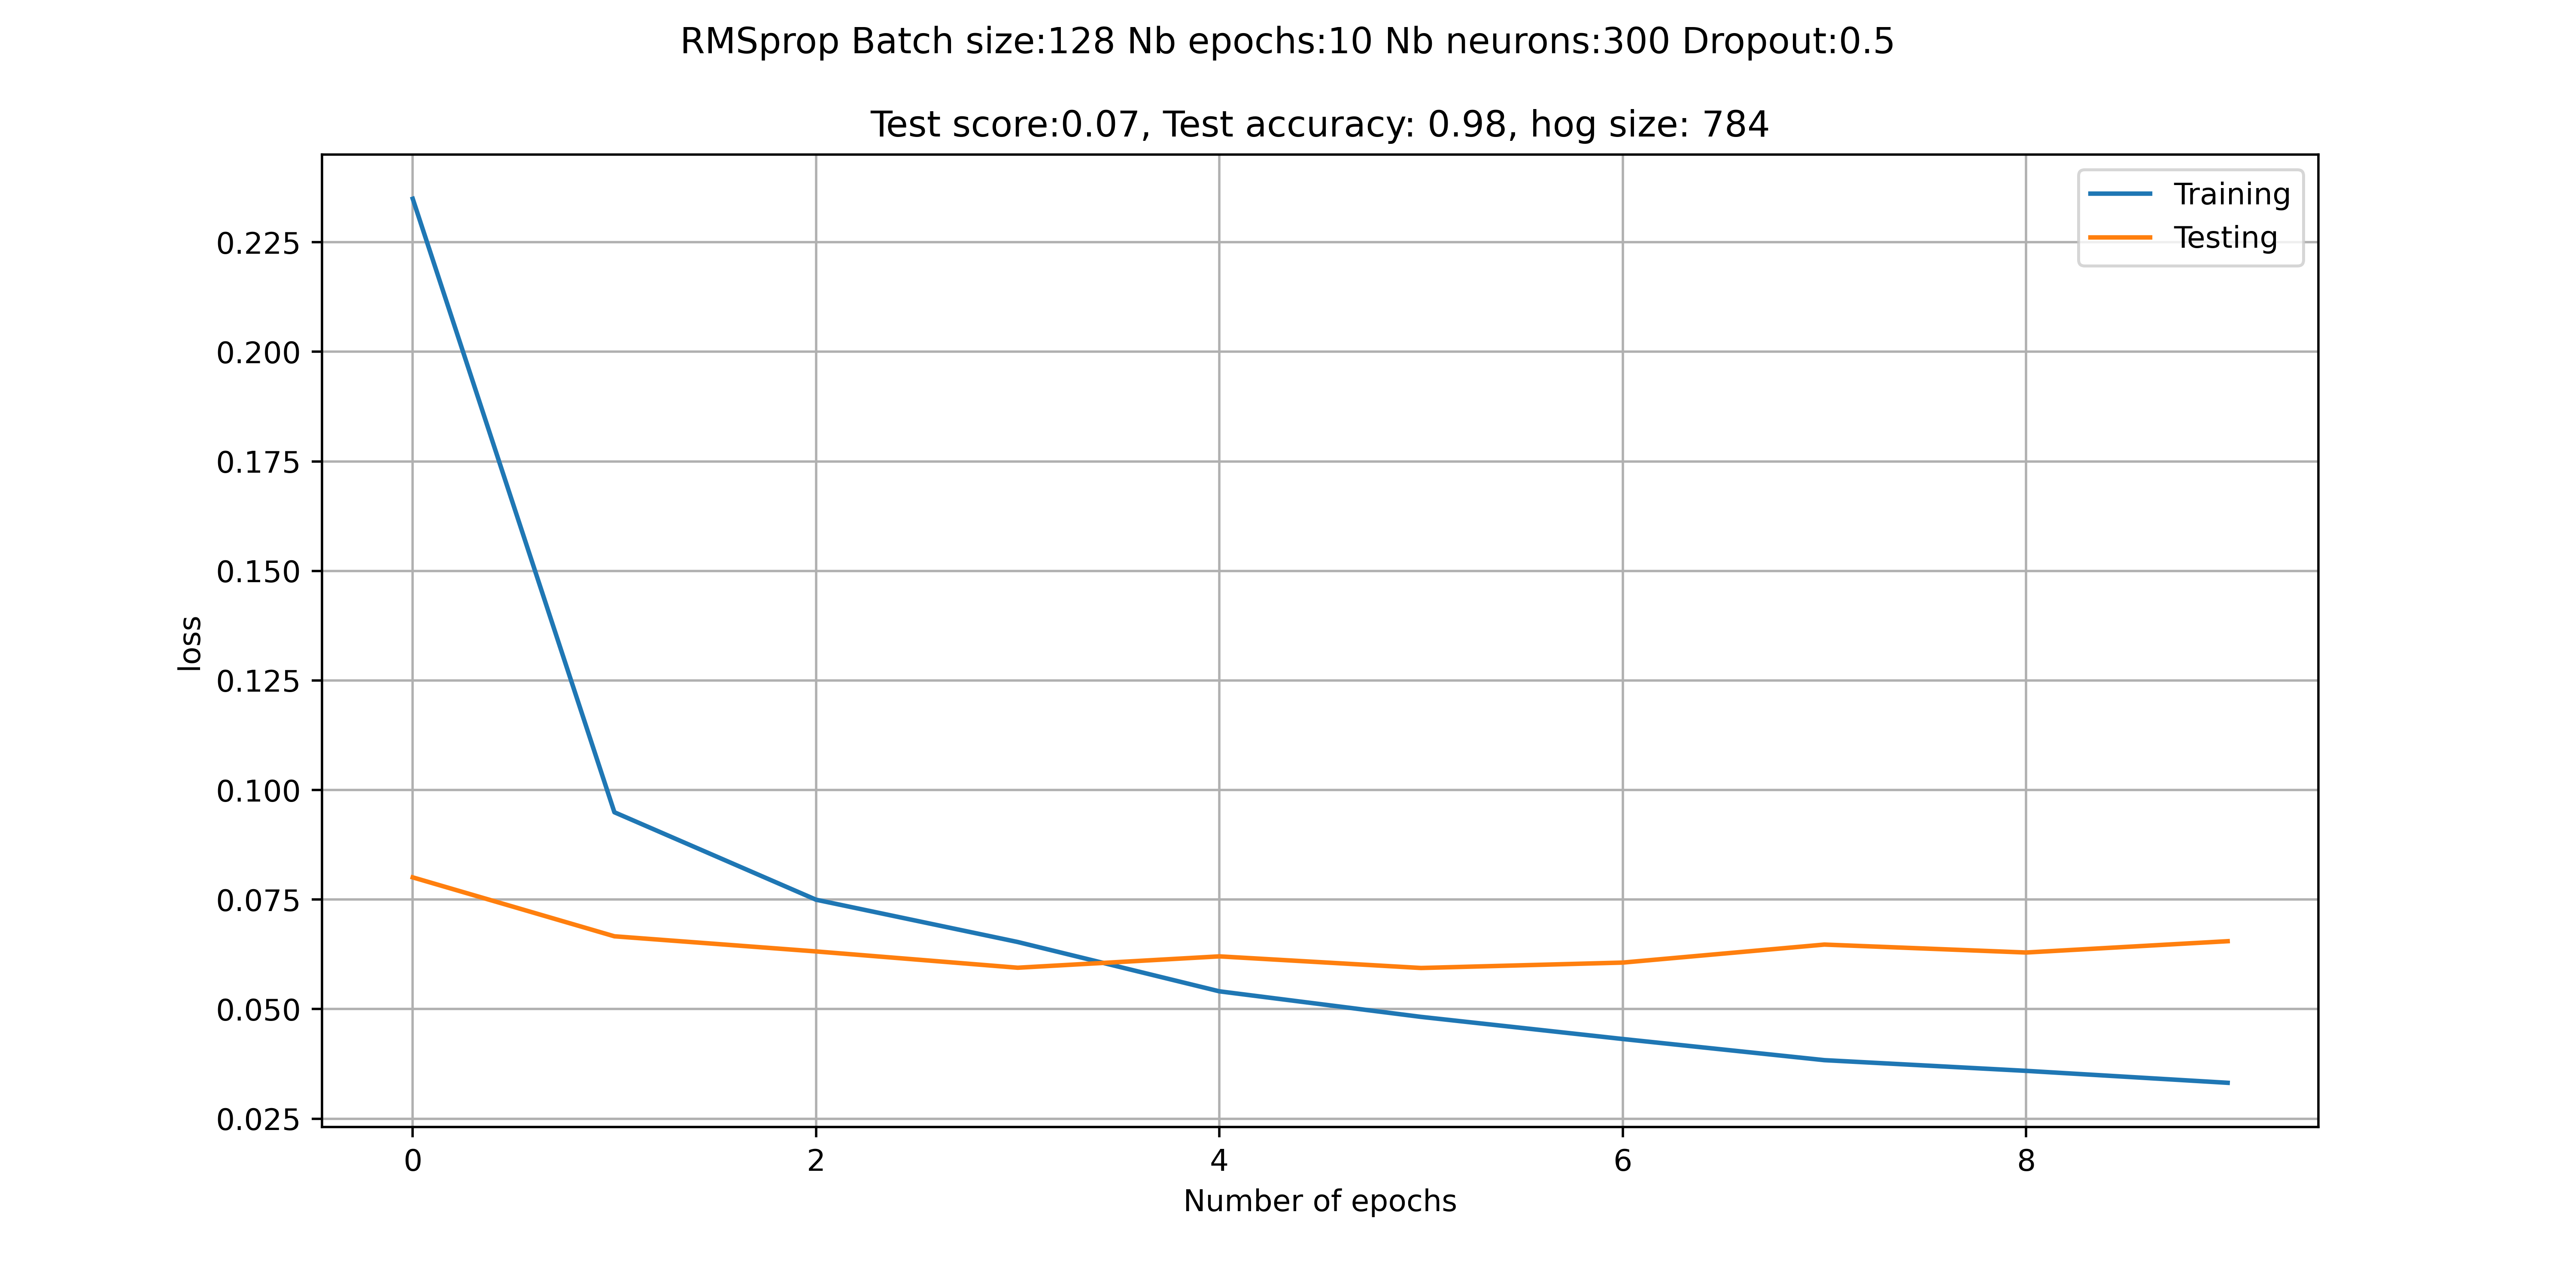 RMSprop Batch size:128 Nb epochs:10 Nb neurons:300 Dropout:0.5
Test score:0.07, Test accuracy: 0.98, hog size: 784
Training
Testing
0.225
0.200
0.175
0.150
0.125
0.100
0.075
0.050
0.025
loss
0 2 4 6 8
Number of epochs